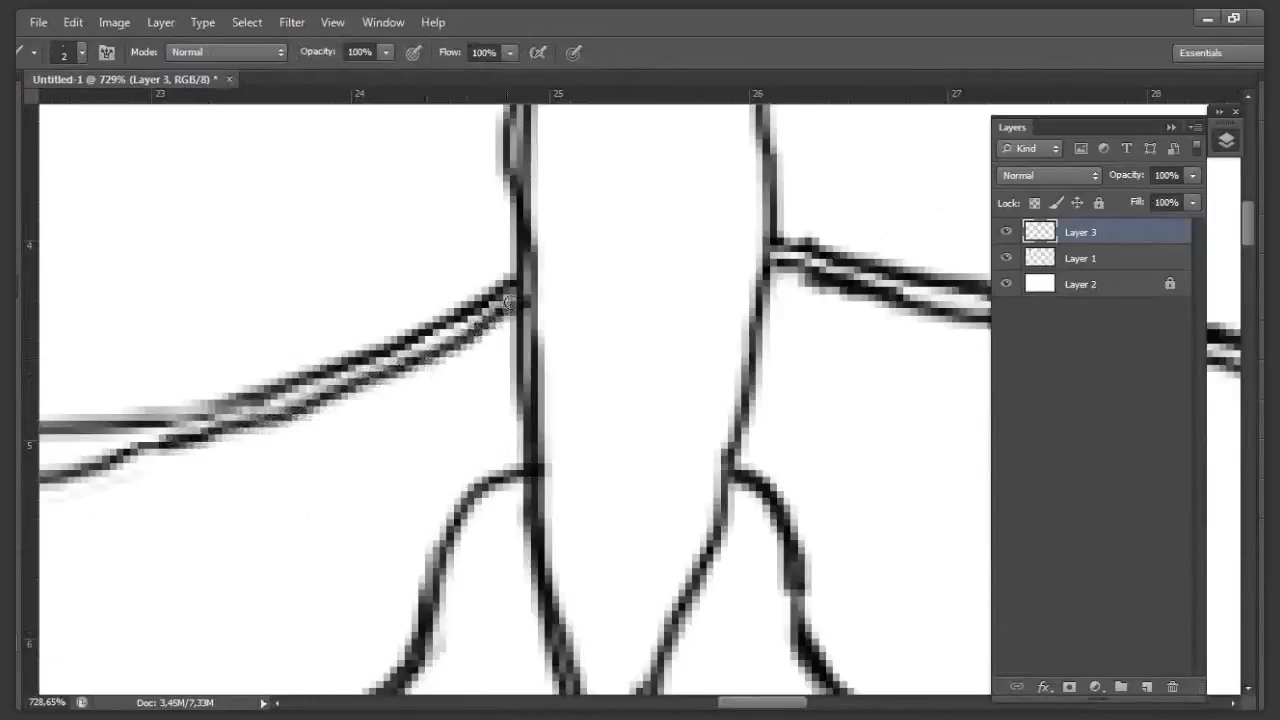 File Edit Image Layer Type Select Filter View Window Help
2 Mode: Normal Opacity: 100% Flow: 100% Essentials
Untitled-1 @ 729% (Layer 3, RGB/8) * ×
23 24 25 26 27 28
Layers
Kind
Normal Opacity: 100%
Lock: Fill: 100%
Layer 3
4
Layer 1
Layer 2
5
6
fx
728,65% Doc: 3,45M/7,33M